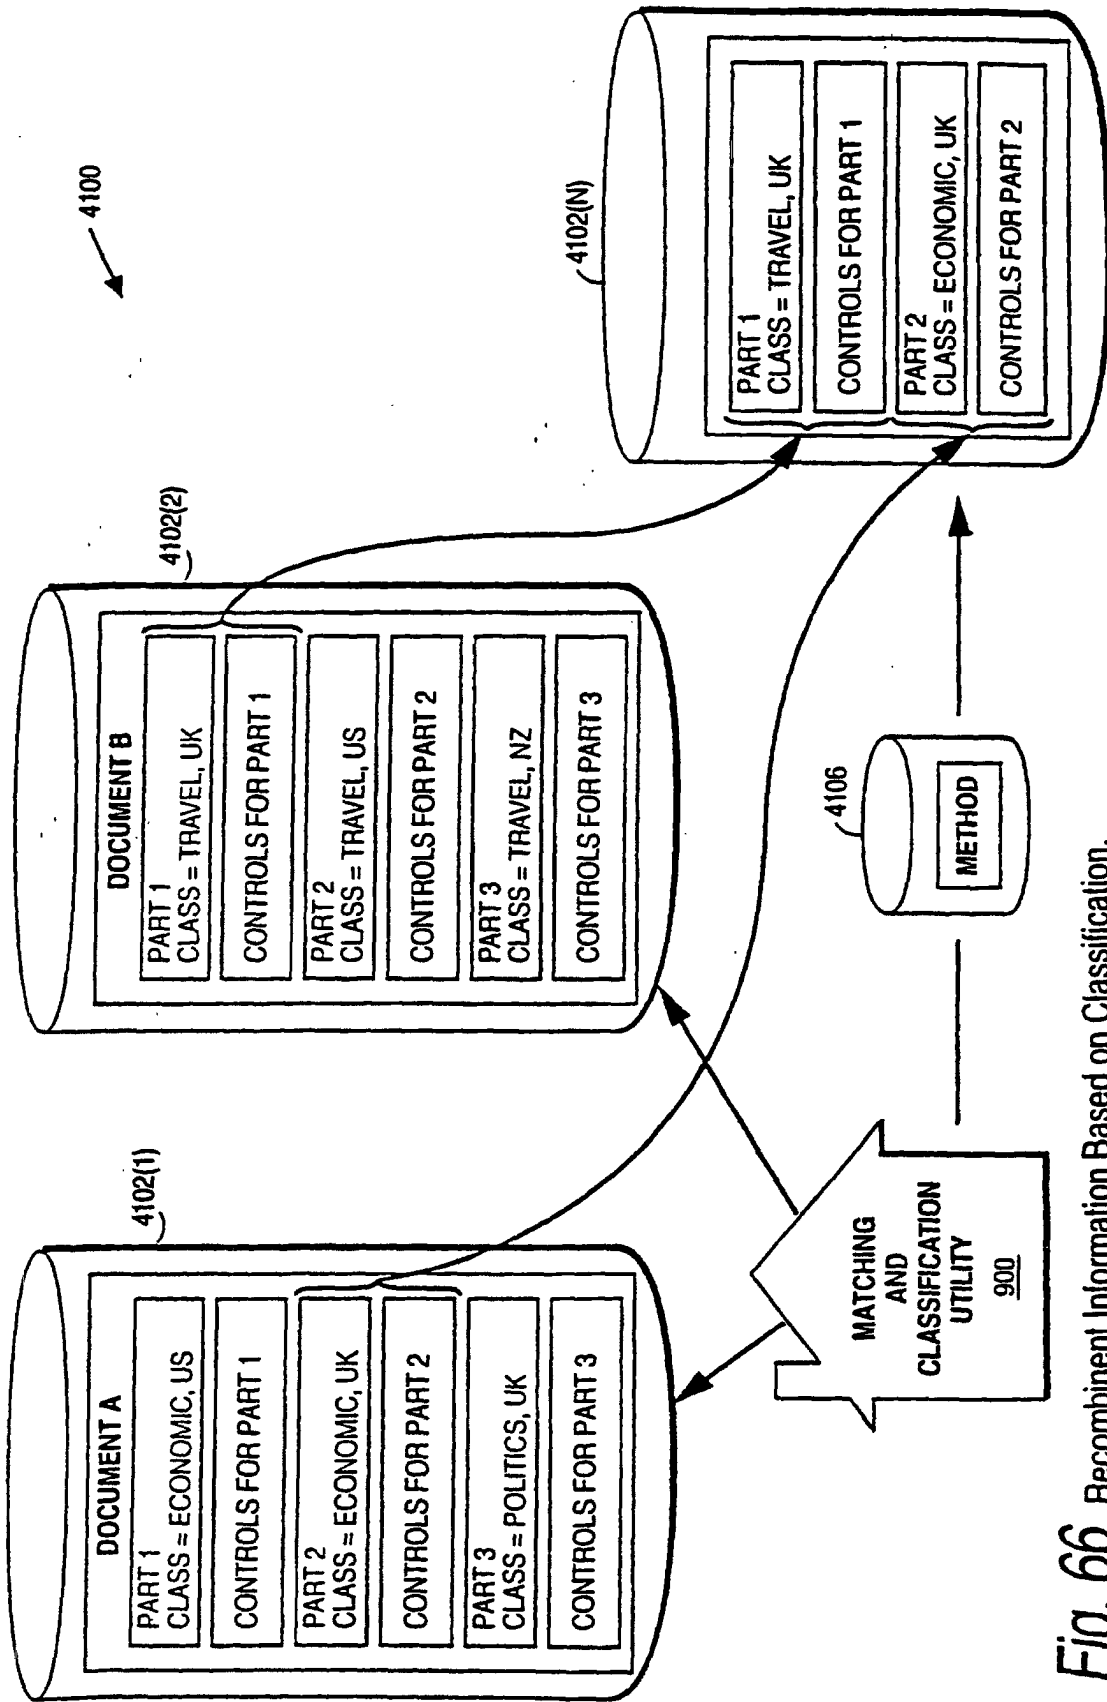 4100
4102(1)
DOCUMENT A
PART 1
CLASS = ECONOMIC, US
CONTROLS FOR PART 1
PART 2
CLASS = ECONOMIC, UK
CONTROLS FOR PART 2
PART 3
CLASS = POLITICS, UK
CONTROLS FOR PART 3
4102(2)
DOCUMENT B
PART 1
CLASS = TRAVEL, UK
CONTROLS FOR PART 1
PART 2
CLASS = TRAVEL, US
CONTROLS FOR PART 2
PART 3
CLASS = TRAVEL, NZ
CONTROLS FOR PART 3
4102(N)
PART 1
CLASS = TRAVEL, UK
CONTROLS FOR PART 1
PART 2
CLASS = ECONOMIC, UK
CONTROLS FOR PART 2
MATCHING
AND
CLASSIFICATION
UTILITY
900
4106
METHOD
Fig. 66 Recombinent Information Based on Classification.